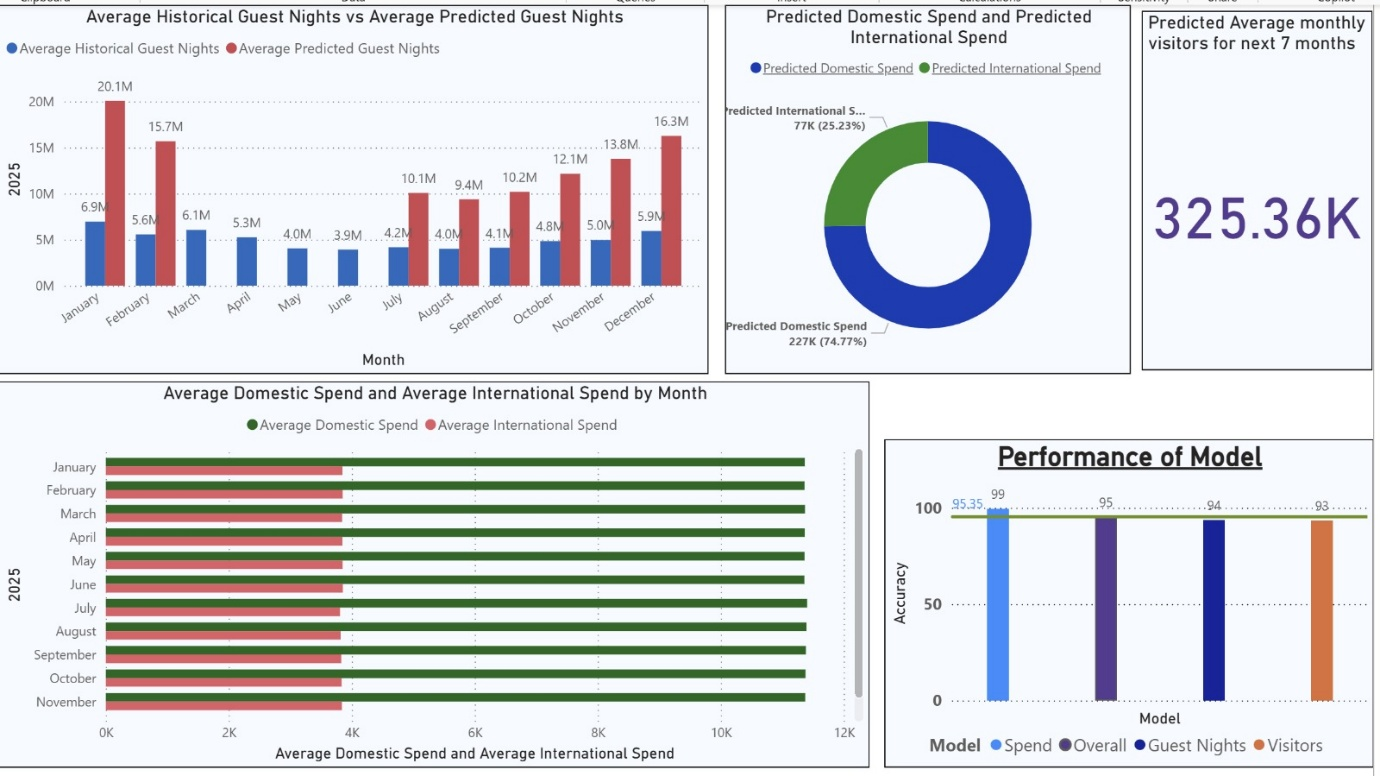 Clipboard
Data
Queries
Insert
Calculations
Sensitivity
Share
Copilot
Average Historical Guest Nights vs Average Predicted Guest Nights
Average Historical Guest Nights Average Predicted Guest Nights
2025
20M
15M
10M
5M
0M
6.9M
20.1M
5.6M
15.7M
6.1M
5.3M
4.0M
3.9M
4.2M
10.1M
4.0M
9.4M
4.1M
10.2M
4.8M
12.1M
5.0M
13.8M
5.9M
16.3M
January
February
March
April
May
June
July
August
September
October
November
December
Month
Predicted Domestic Spend and Predicted
International Spend
Predicted Domestic Spend Predicted International Spend
Predicted International S...
77K (25.23%)
Predicted Domestic Spend
227K (74.77%)
Predicted Average monthly
visitors for next 7 months
325.36K
Average Domestic Spend and Average International Spend by Month
Average Domestic Spend Average International Spend
2025
January
February
March
April
May
June
July
August
September
October
November
0K 2K 4K 6K 8K 10K 12K
Average Domestic Spend and Average International Spend
Performance of Model
Accuracy
100
50
0
95.35
99
95
94
93
Model
Model Spend Overall Guest Nights Visitors